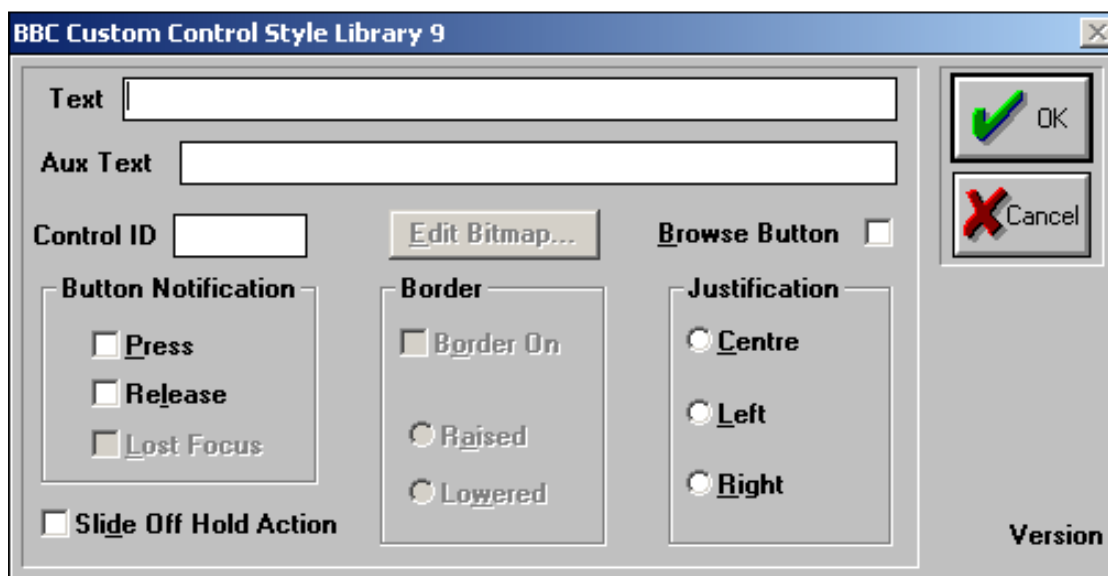 BBC Custom Control Style Library 9
Text
OK
Aux Text
Cancel
Control ID
Edit Bitmap...
Browse Button
Button Notification
Press
Release
Lost Focus
Border
Border On
Raised
Lowered
Justification
Centre
Left
Right
Slide Off Hold Action
Version